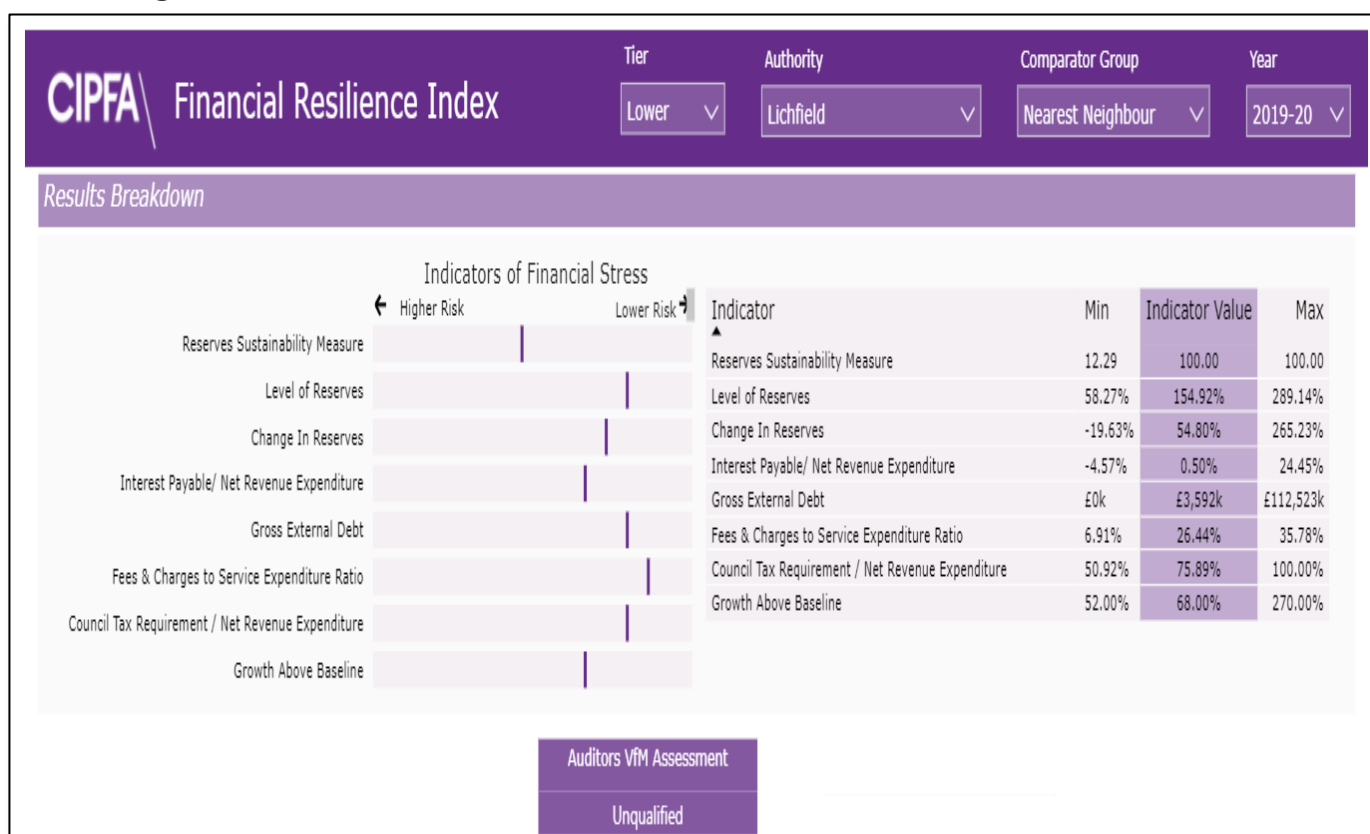 CIPFA\ Financial Resilience Index
Tier
Lower
Authority
Lichfield
Comparator Group
Nearest Neighbour
Year
2019-20
Results Breakdown
Indicators of Financial Stress
← Higher Risk Lower Risk →
Reserves Sustainability Measure
Level of Reserves
Change In Reserves
Interest Payable/ Net Revenue Expenditure
Gross External Debt
Fees & Charges to Service Expenditure Ratio
Council Tax Requirement / Net Revenue Expenditure
Growth Above Baseline
Indicator Min Indicator Value Max
Reserves Sustainability Measure 12.29 100.00 100.00
Level of Reserves 58.27% 154.92% 289.14%
Change In Reserves -19.63% 54.80% 265.23%
Interest Payable/ Net Revenue Expenditure -4.57% 0.50% 24.45%
Gross External Debt £0k £3,592k £112,523k
Fees & Charges to Service Expenditure Ratio 6.91% 26.44% 35.78%
Council Tax Requirement / Net Revenue Expenditure 50.92% 75.89% 100.00%
Growth Above Baseline 52.00% 68.00% 270.00%
Auditors VfM Assessment
Unqualified